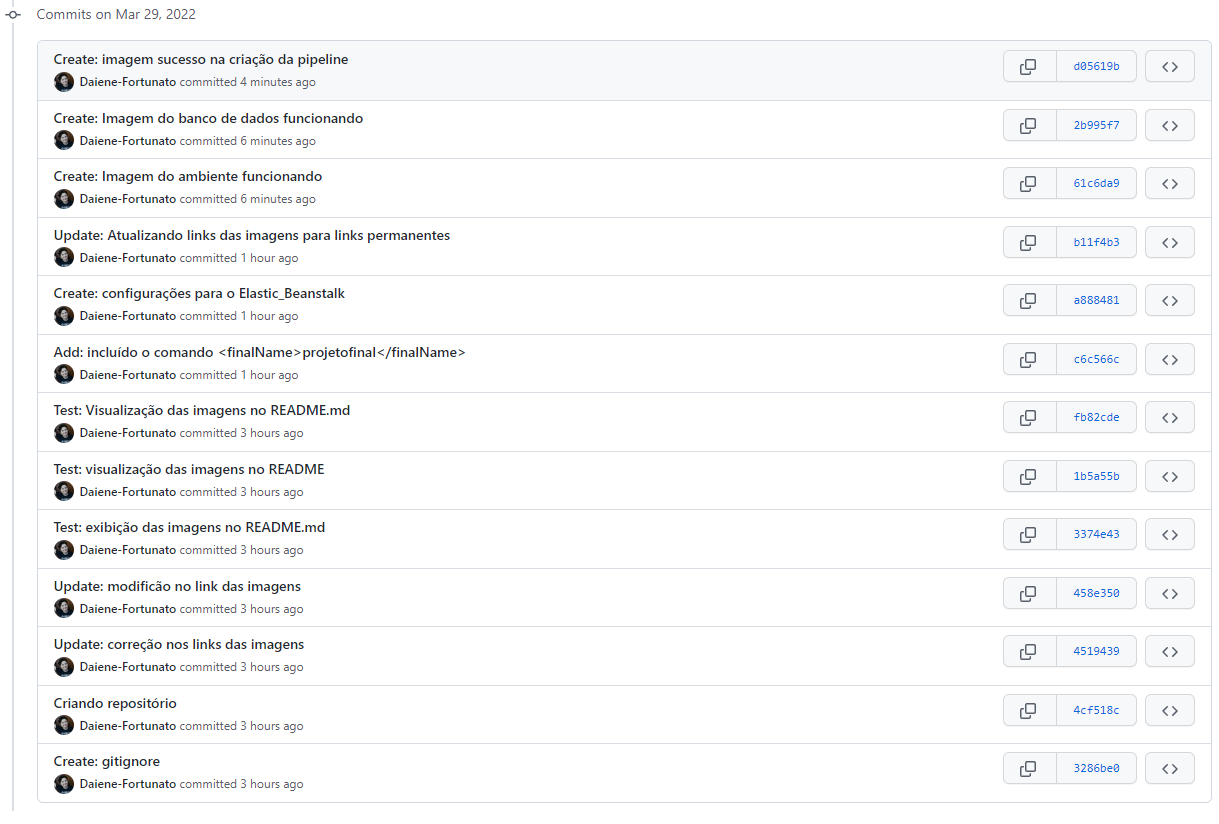 Commits on Mar 29, 2022
Create: imagem sucesso na criação da pipeline
d05619b
Daiene-Fortunato committed 4 minutes ago
Create: Imagem do banco de dados funcionando
2b995f7
Daiene-Fortunato committed 6 minutes ago
Create: Imagem do ambiente funcionando
61c6da9
Daiene-Fortunato committed 6 minutes ago
Update: Atualizando links das imagens para links permanentes
b11f4b3
Daiene-Fortunato committed 1 hour ago
Create: configurações para o Elastic_Beanstalk
a888481
Daiene-Fortunato committed 1 hour ago
Add: incluído o comando <finalName>projetofinal</finalName>
c6c566c
Daiene-Fortunato committed 1 hour ago
Test: Visualização das imagens no README.md
fb82cde
Daiene-Fortunato committed 3 hours ago
Test: visualização das imagens no README
1b5a55b
Daiene-Fortunato committed 3 hours ago
Test: exibição das imagens no README.md
3374e43
Daiene-Fortunato committed 3 hours ago
Update: modificão no link das imagens
458e350
Daiene-Fortunato committed 3 hours ago
Update: correção nos links das imagens
4519439
Daiene-Fortunato committed 3 hours ago
Criando repositório
4cf518c
Daiene-Fortunato committed 3 hours ago
Create: gitignore
3286be0
Daiene-Fortunato committed 3 hours ago